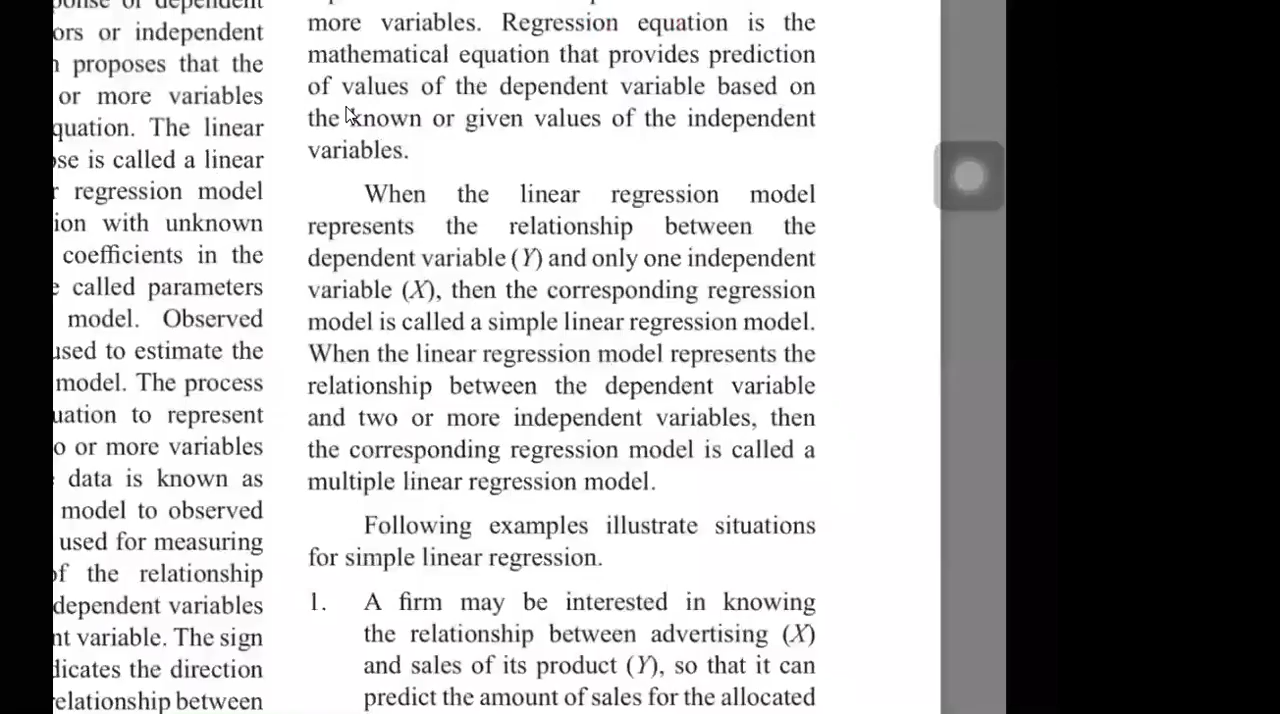 ors or independent
proposes that the
or more variables
The linear
is called a linear
regression model
with unknown
coefficients in the
called parameters
model. Observed
to estimate the
model. The process
to represent
or more variables
data is known as
model to observed
used for measuring
the relationship
dependent variables
variable. The sign
the direction
between
more variables. Regression equation is the
mathematical equation that provides prediction
of values of the dependent variable based on
the known or given values of the independent
variables.
When the linear regression model
represents the relationship between the
dependent variable (Y) and only one independent
variable (X), then the corresponding regression
model is called a simple linear regression model.
When the linear regression model represents the
relationship between the dependent variable
and two or more independent variables, then
the corresponding regression model is called a
multiple linear regression model.
Following examples illustrate situations
for simple linear regression.
1. A firm may be interested in knowing
the relationship between advertising (X)
and sales of its product (Y), so that it can
predict the amount of sales for the allocated